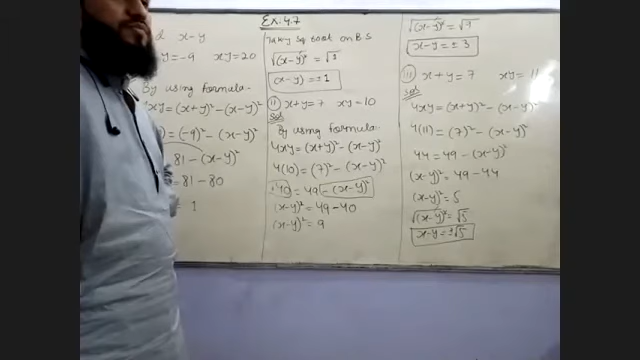 x-y
y=-9 xy=20
By using formula.
4xy=(x+y)²-(x-y)²
=(-9)²-(x-y)²
81-(x-y)²
=81-80
1
Ex:4.7
Taking Sq root on B.S
√(x-y)² = √1
(x-y)=±1
(ii) x+y=7 xy=10
Sol:
By using formula:-
4xy=(x+y)²-(x-y)²
4(10)=(7)²-(x-y)²
40=49-(x-y)²
(x-y)²=49-40
(x-y)²=9
√(x-y)²=√9
x-y=±3
(iii) x+y=7 xy=11
Sol:
4xy=(x+y)²-(x-y)²
4(11)=(7)²-(x-y)²
44=49-(x-y)²
(x-y)²=49-44
(x-y)²=5
√(x-y)²=√5
x-y=±√5